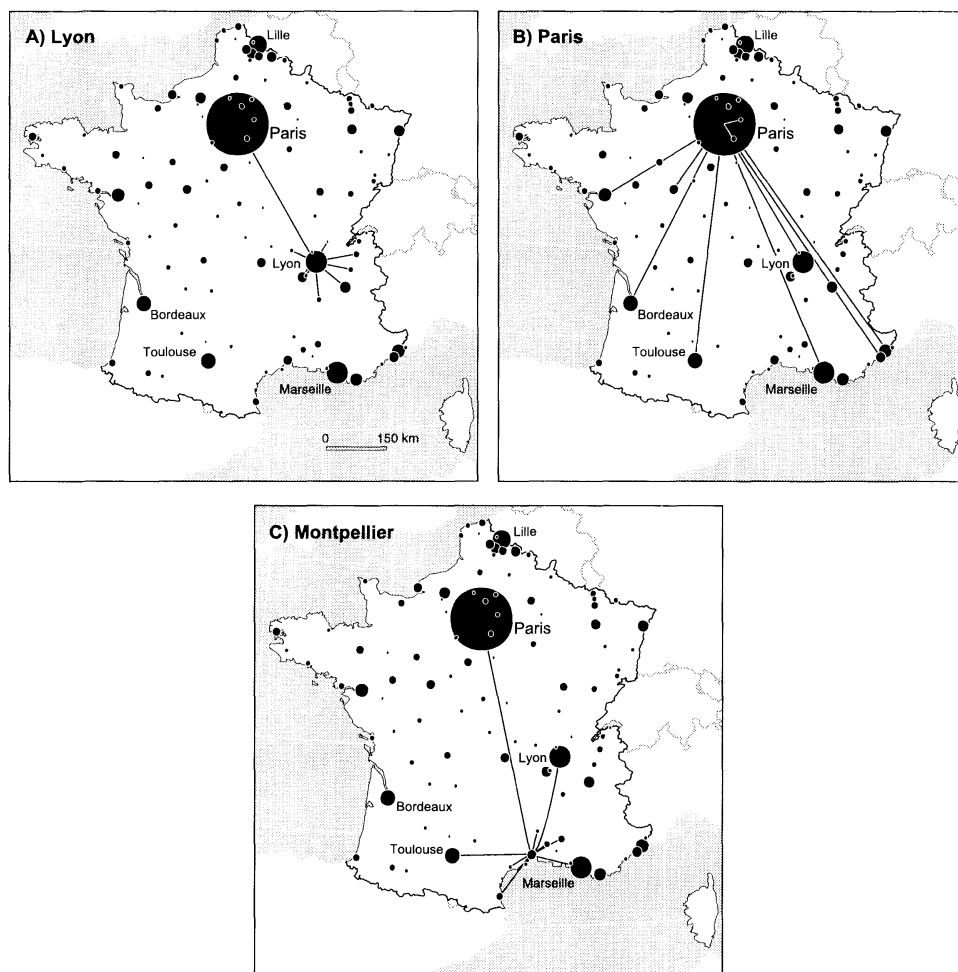 A) Lyon
Lille
Paris
Lyon
Bordeaux
Toulouse
Marseille
0 150 km
B) Paris
Lille
Paris
Lyon
Bordeaux
Toulouse
Marseille
C) Montpellier
Lille
Paris
Lyon
Bordeaux
Toulouse
Marseille